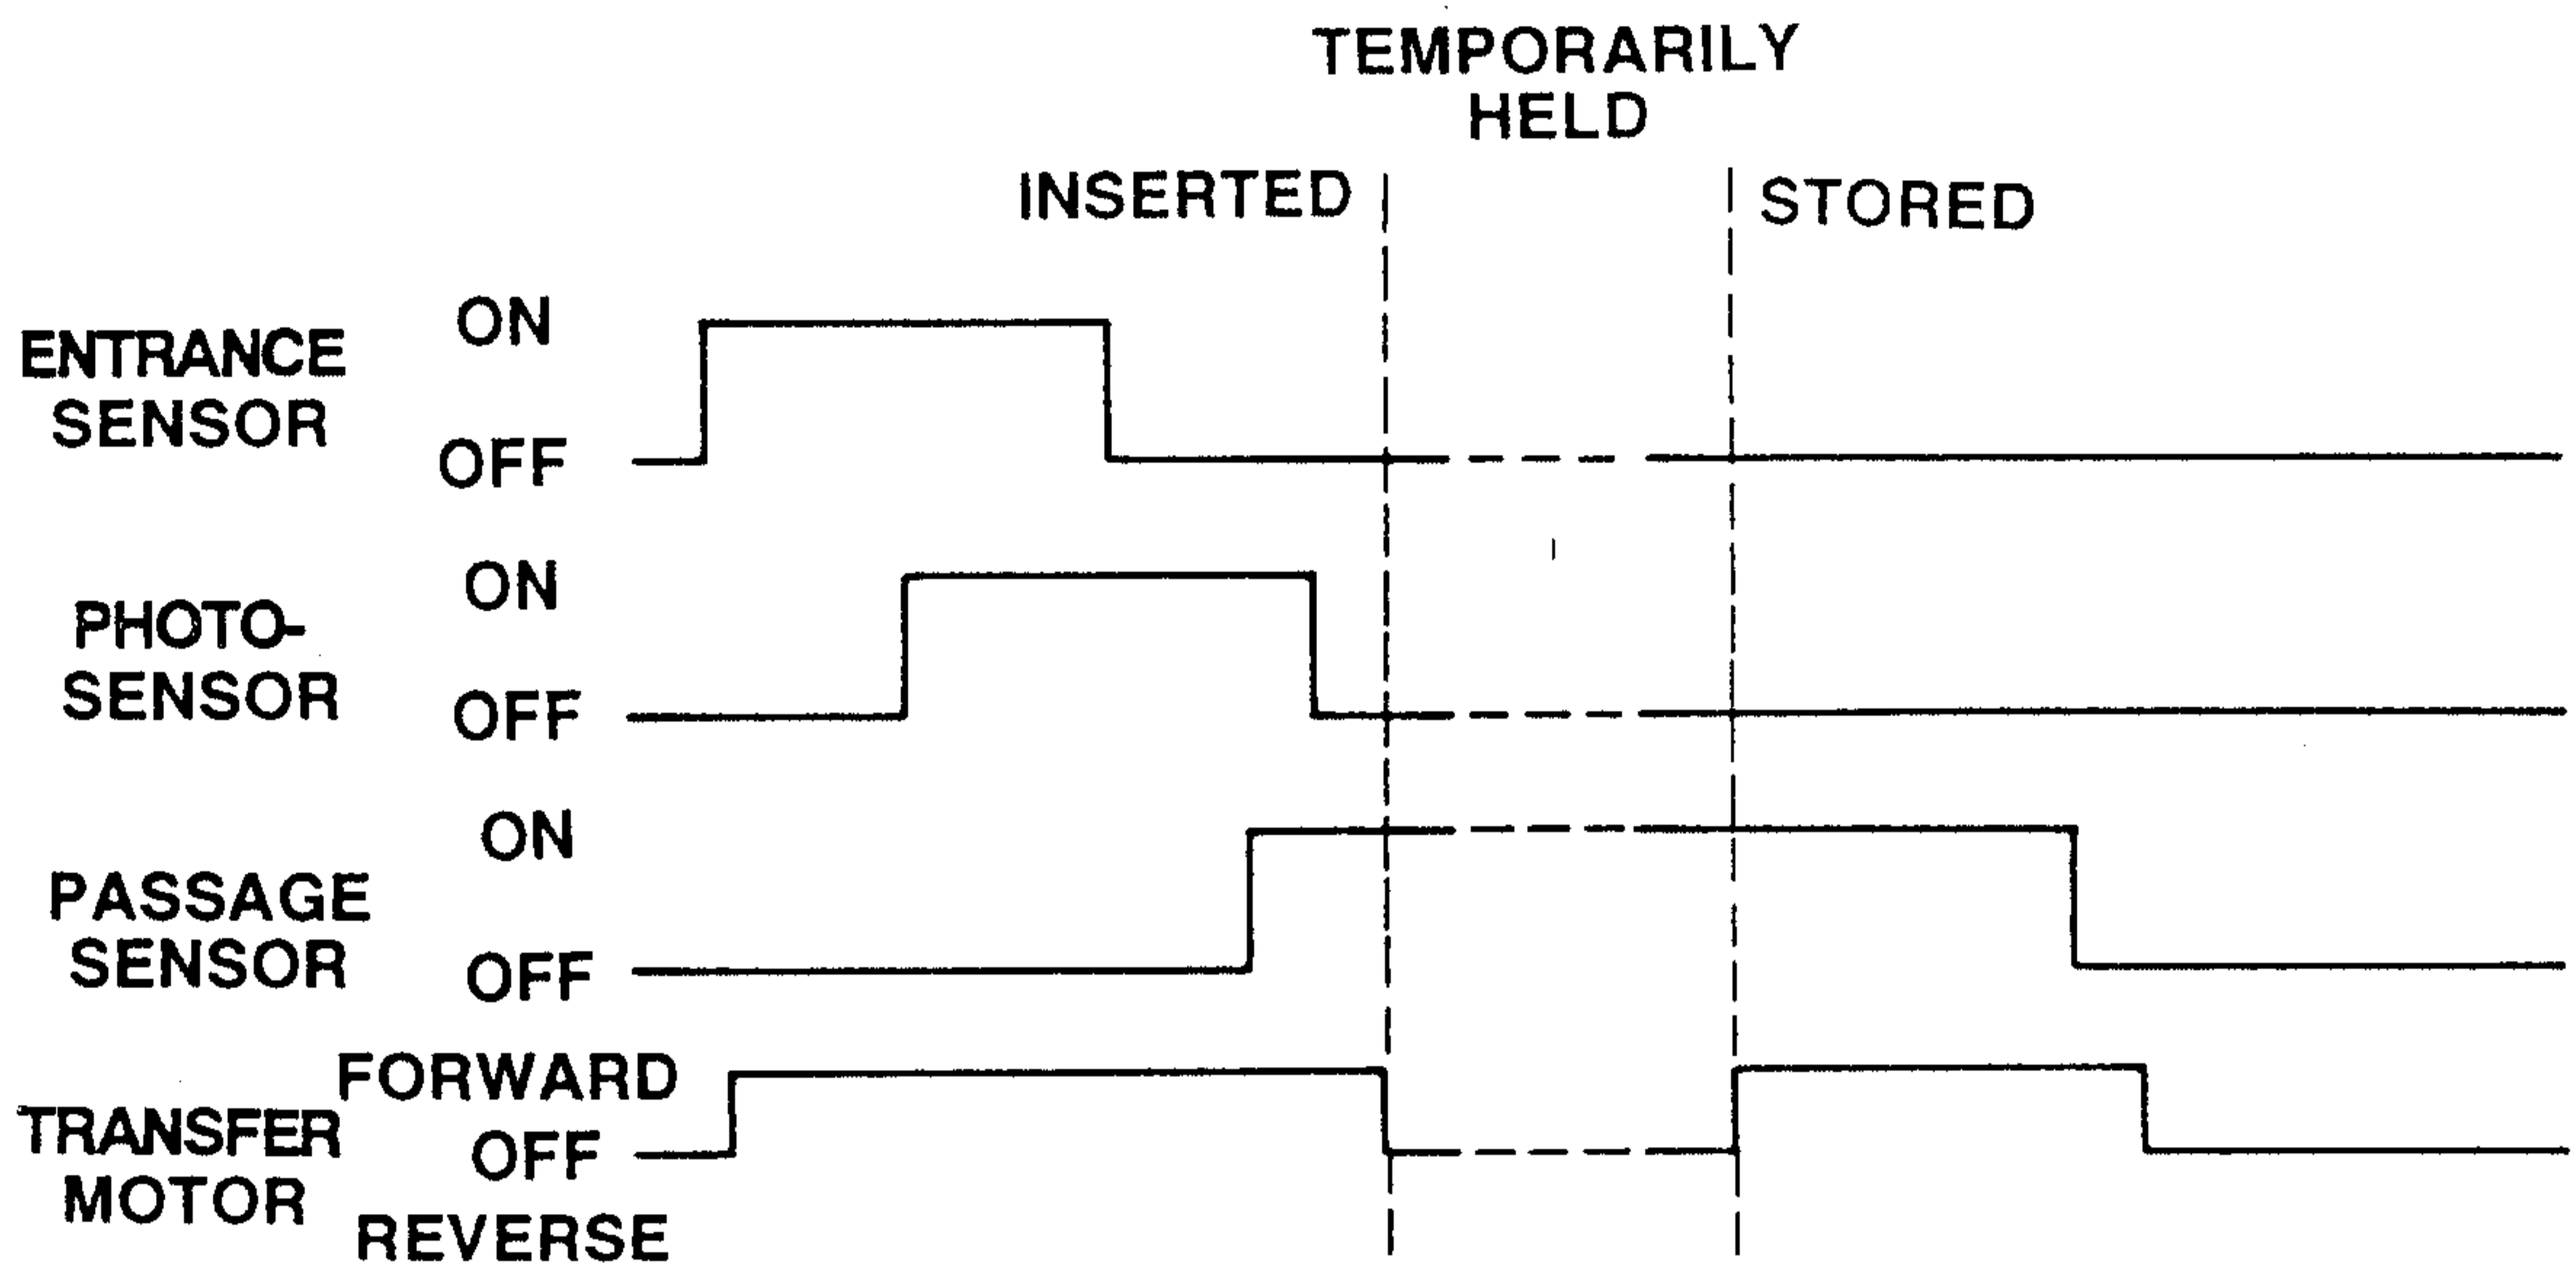 TEMPORARILY
HELD
INSERTED
STORED
ENTRANCE
SENSOR
ON
OFF
PHOTO-
SENSOR
ON
OFF
PASSAGE
SENSOR
ON
OFF
TRANSFER
MOTOR
FORWARD
OFF
REVERSE